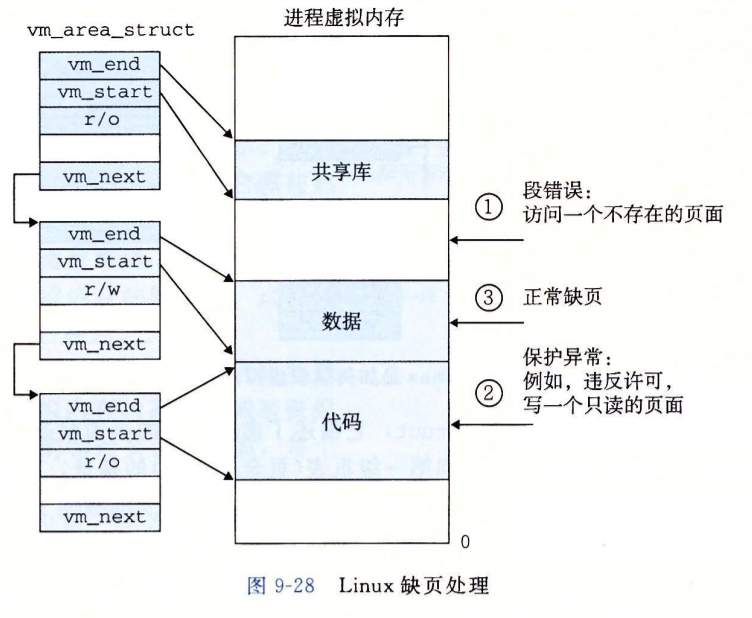 进程虚拟内存
vm_area_struct
vm_end
vm_start
r/o
vm_next
共享库
① 段错误：
访问一个不存在的页面
vm_end
vm_start
r/w
vm_next
数据
③ 正常缺页
vm_end
vm_start
r/o
vm_next
代码
② 保护异常：
例如，违反许可，
写一个只读的页面
0
图 9-28 Linux 缺页处理